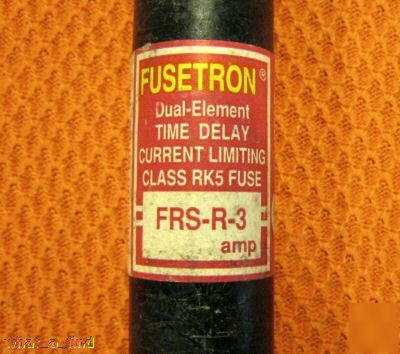 FUSETRON®
Dual-Element
TIME DELAY
CURRENT LIMITING
CLASS RK5 FUSE
FRS-R-3
amp
what_a_find